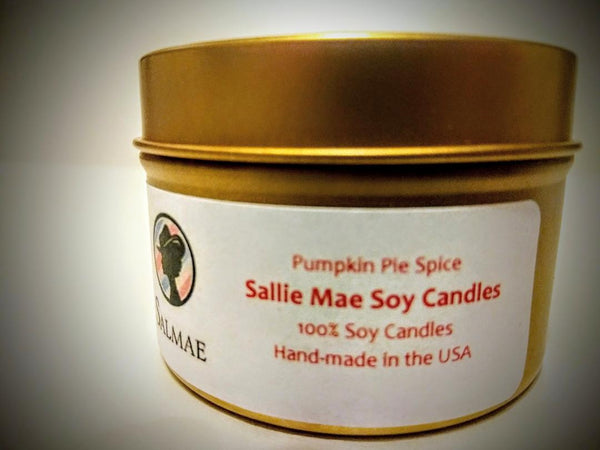 Pumpkin Pie Spice
Sallie Mae Soy Candles
100% Soy Candles
Hand-made in the USA
SALMAE